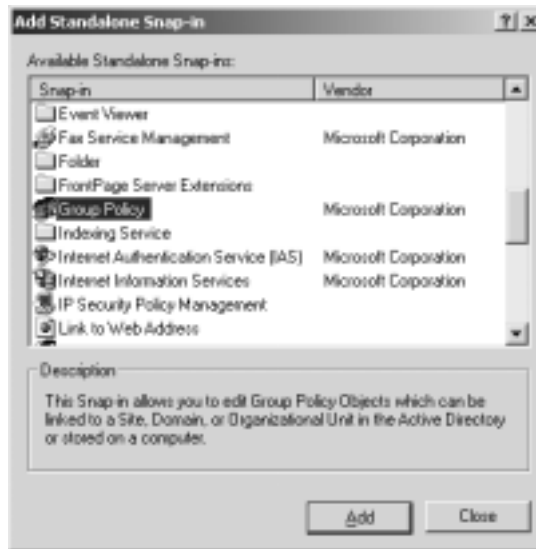 Add Standalone Snap-in
Available Standalone Snap-ins:
Snap-in Vendor
Event Viewer
Fax Service Management Microsoft Corporation
Folder
FrontPage Server Extensions
Group Policy Microsoft Corporation
Indexing Service
Internet Authentication Service (IAS) Microsoft Corporation
Internet Information Services Microsoft Corporation
IP Security Policy Management
Link to Web Address
Description
This Snap-in allows you to edit Group Policy Objects which can be
linked to a Site, Domain, or Organizational Unit in the Active Directory
or stored on a computer.
Add Close